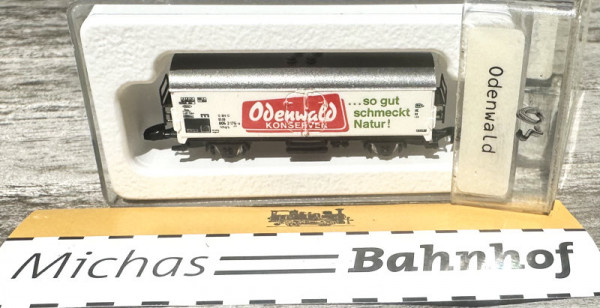 Odenwald
KONSERVEN
...so gut
schmeckt
Natur!
m
Odenwald
03
Michas Bahnhof